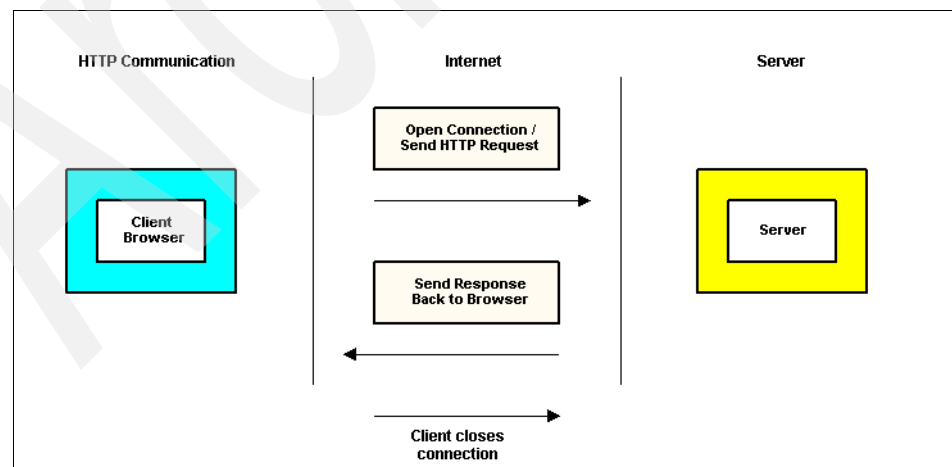 HTTP Communication
Internet
Server
Open Connection /
Send HTTP Request
Client
Browser
Server
Send Response
Back to Browser
Client closes
connection